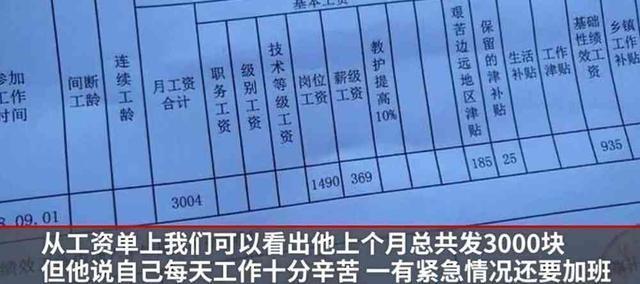 基本工资
参加工作时间
间断工龄
连续工龄
月工资合计
职务工资
级别工资
技术等级工资
岗位工资
薪级工资
教护提高10%
艰苦边远地区津贴
保留的津补贴
生活补贴
工作津贴
基础性绩效工资
乡镇工作补贴
8.09.01
3004
1490
369
185
25
935
从工资单上我们可以看出他上个月总共发3000块
但他说自己每天工作十分辛苦 一有紧急情况还要加班